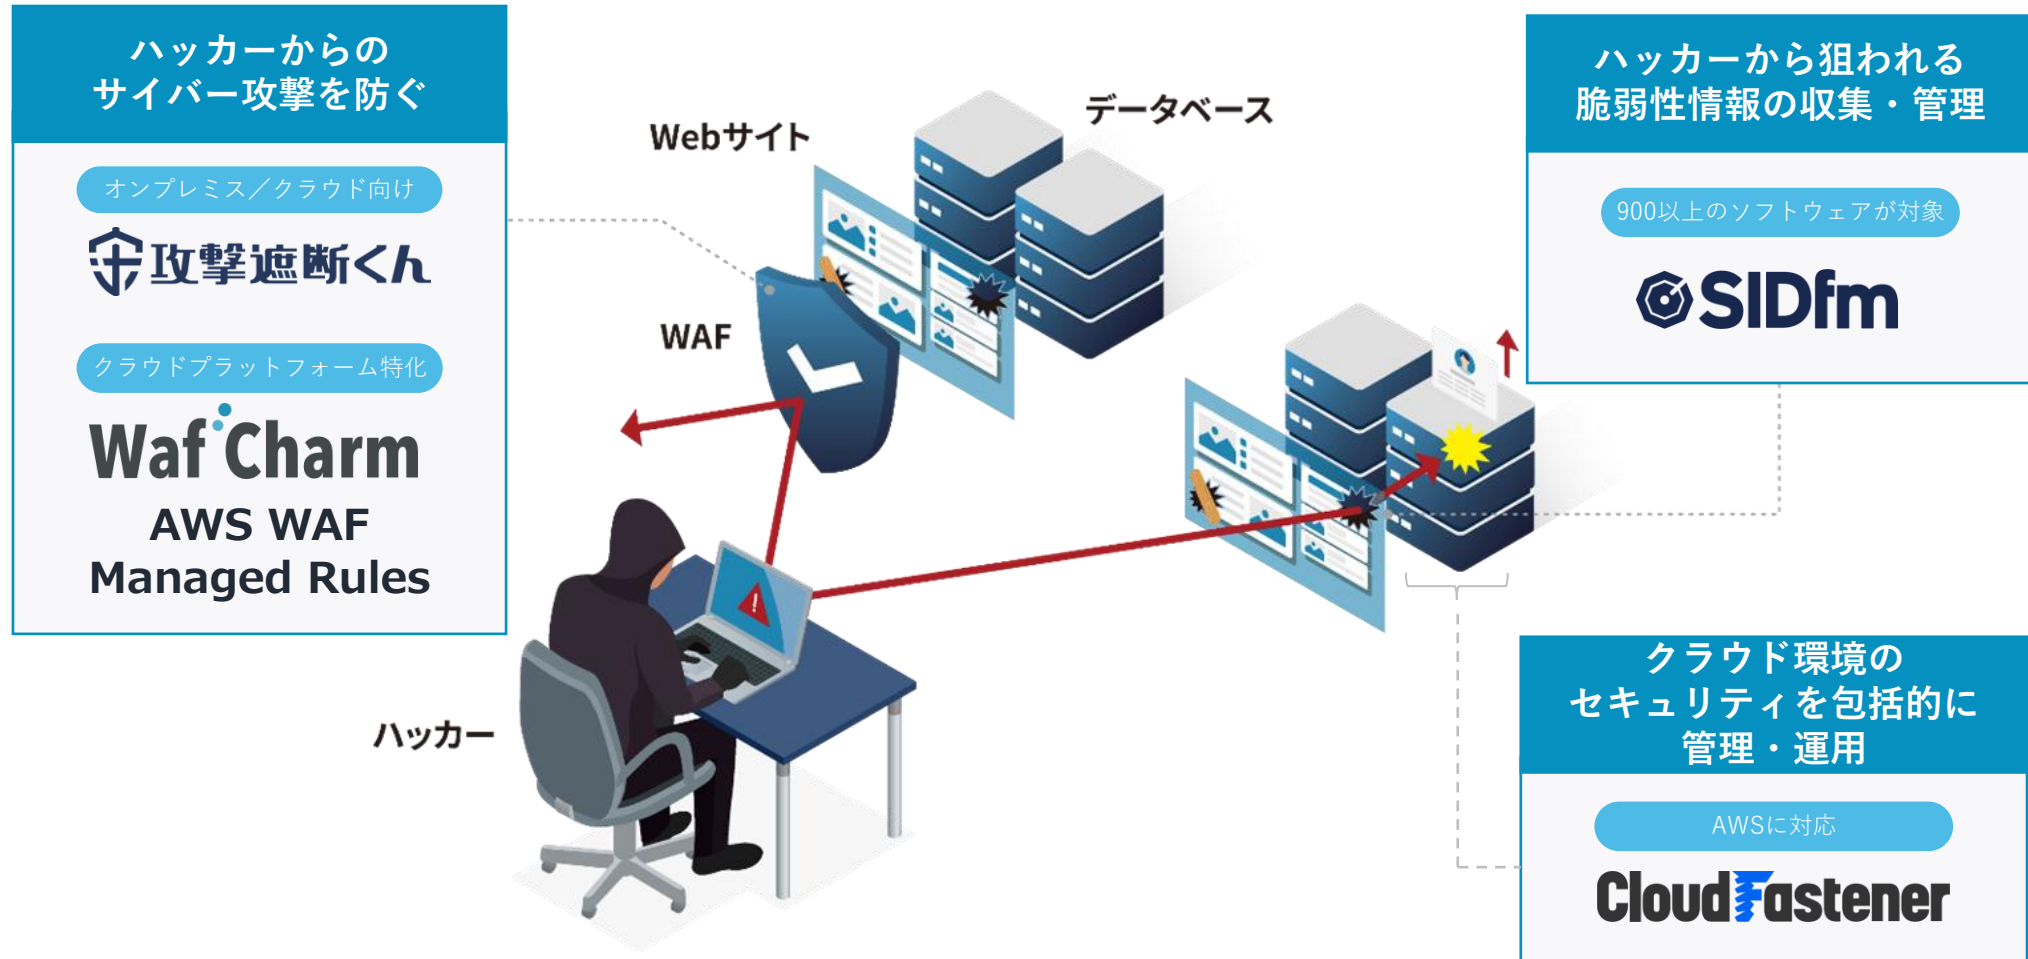 ハッカーからの
サイバー攻撃を防ぐ
オンプレミス／クラウド向け
攻撃遮断くん
クラウドプラットフォーム特化
WafCharm
AWS WAF
Managed Rules
Webサイト
データベース
WAF
ハッカー
ハッカーから狙われる
脆弱性情報の収集・管理
900以上のソフトウェアが対象
SIDfm
クラウド環境の
セキュリティを包括的に
管理・運用
AWSに対応
CloudFastener